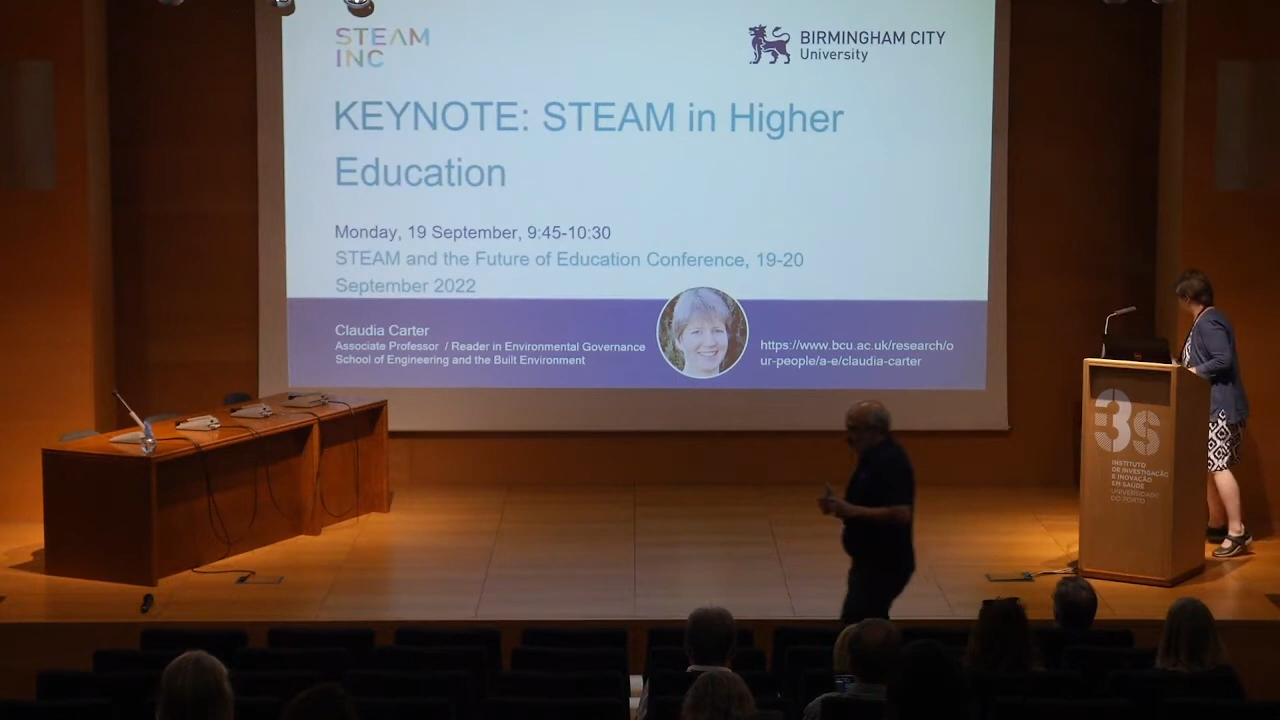 STEAM
INC
BIRMINGHAM CITY
University
KEYNOTE: STEAM in Higher
Education
Monday, 19 September, 9:45-10:30
STEAM and the Future of Education Conference, 19-20
September 2022
Claudia Carter
Associate Professor / Reader in Environmental Governance
School of Engineering and the Built Environment
https://www.bcu.ac.uk/research/o
ur-people/a-e/claudia-carter
i3S
INSTITUTO
DE INVESTIGAÇÃO
E INOVAÇÃO
EM SAÚDE
UNIVERSIDADE
DO PORTO